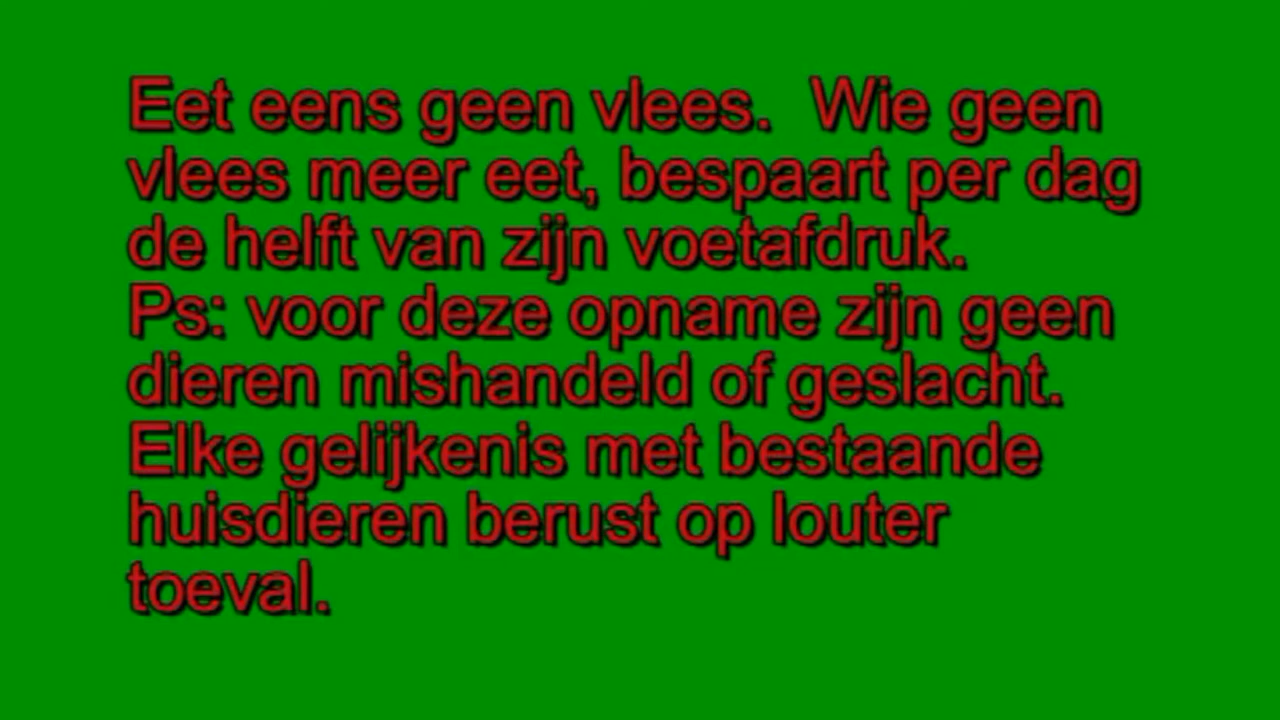 Eet eens geen vlees.  Wie geen
vlees meer eet, bespaart per dag
de helft van zijn voetafdruk.
Ps: voor deze opname zijn geen
dieren mishandeld of geslacht.
Elke gelijkenis met bestaande
huisdieren berust op louter
toeval.